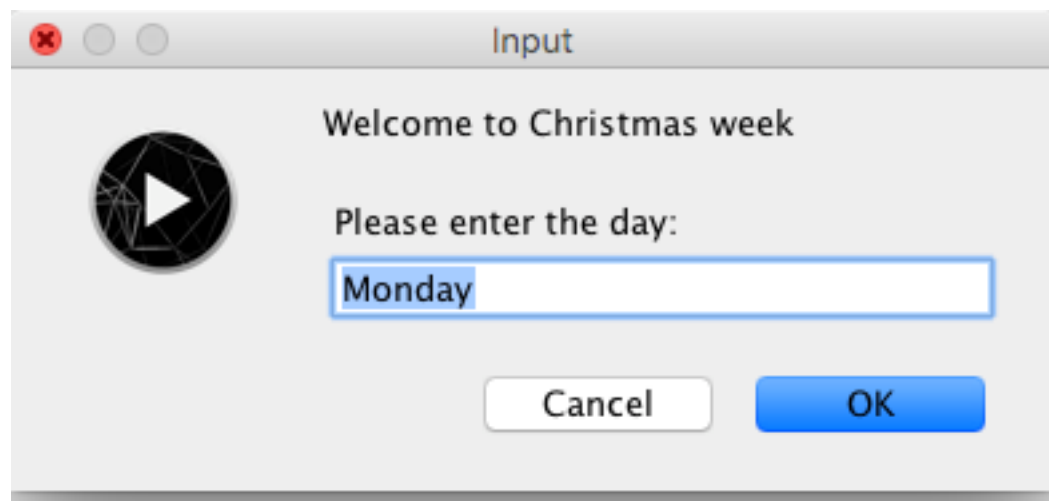 Input
Welcome to Christmas week
Please enter the day:
Monday
Cancel OK